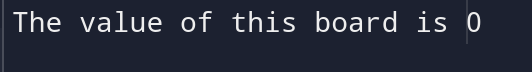 The value of this board is 0